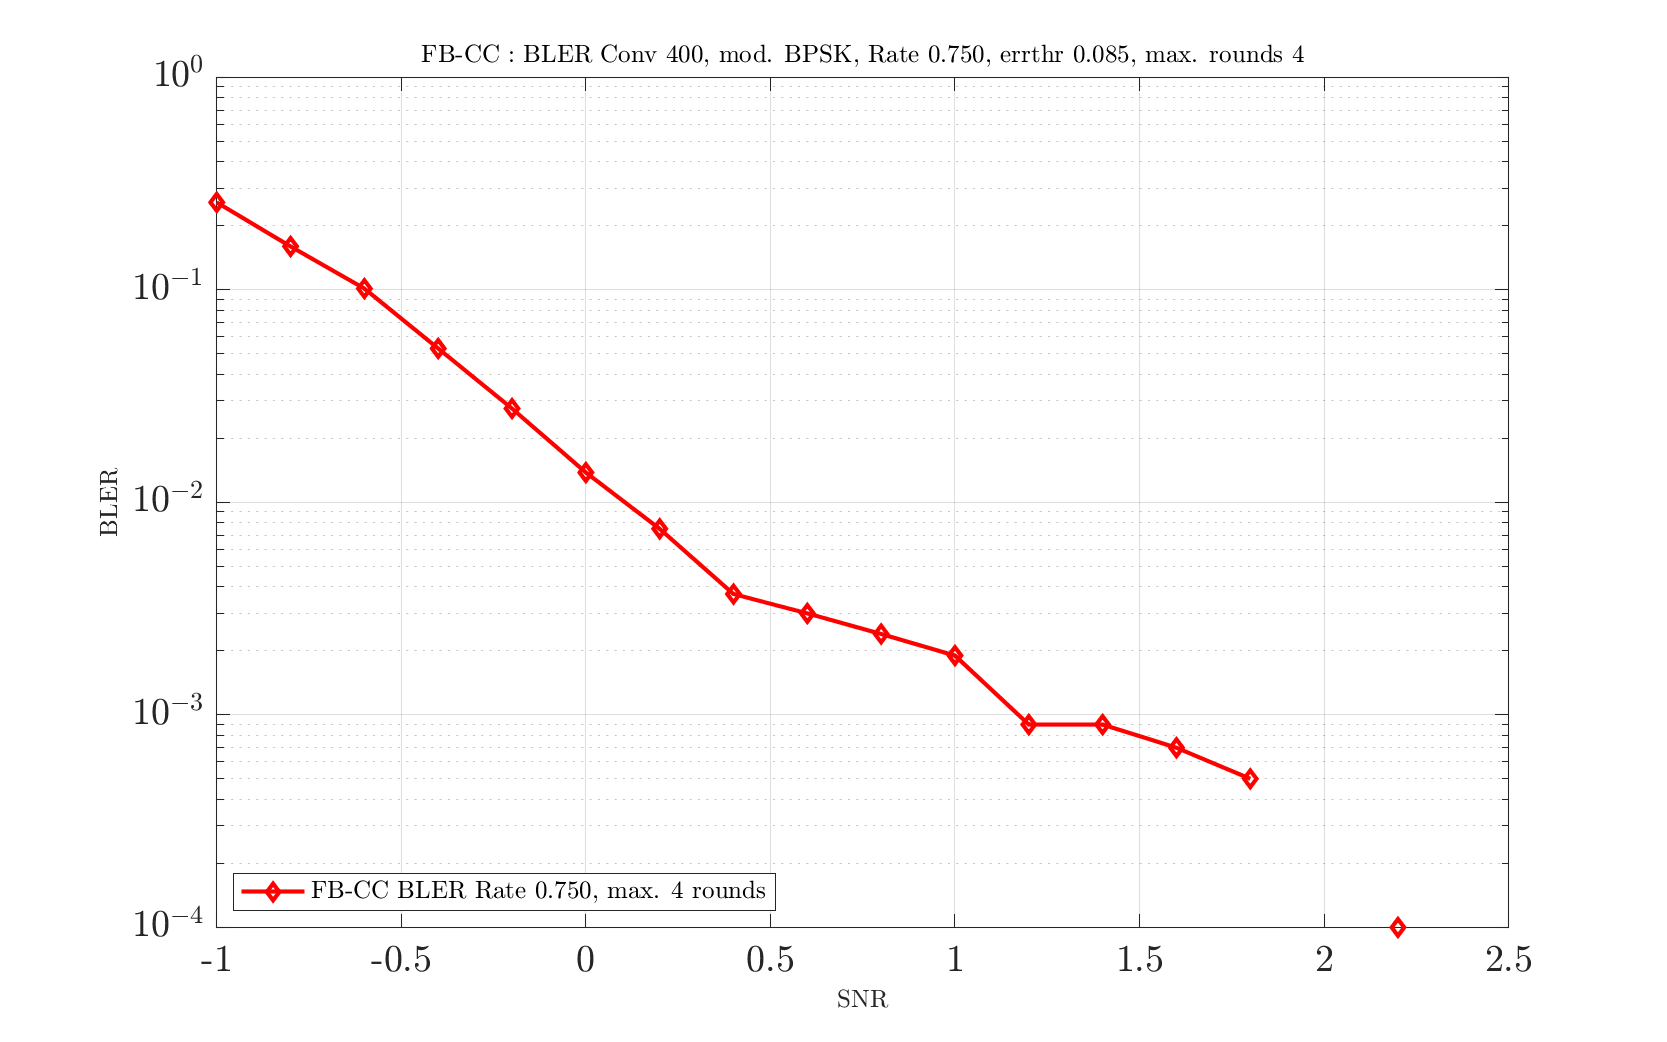 FB-CC : BLER Conv 400, mod. BPSK, Rate 0.750, errthr 0.085, max. rounds 4
10^0
10^-1
10^-2
10^-3
10^-4
BLER
FB-CC BLER Rate 0.750, max. 4 rounds
-1 -0.5 0 0.5 1 1.5 2 2.5
SNR